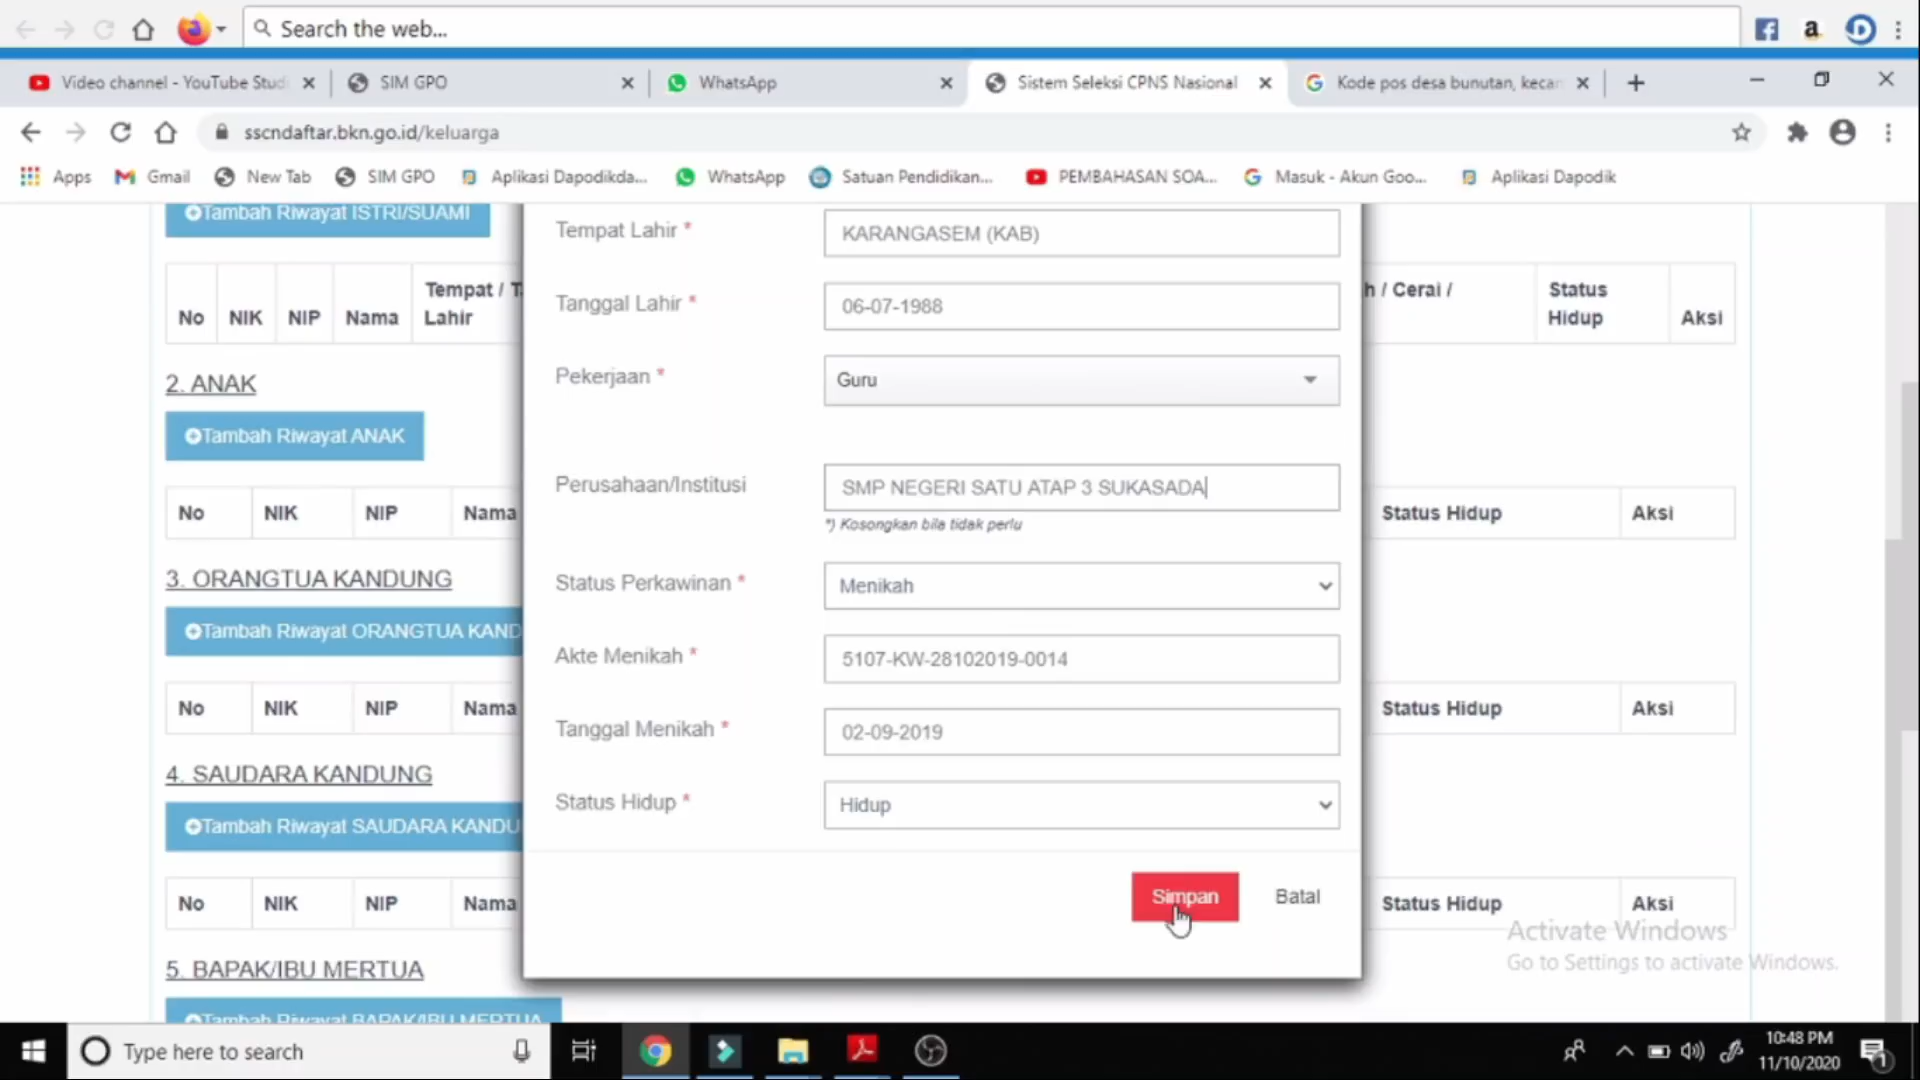 Search the web...
Video channel - YouTube Studi
SIM GPO
WhatsApp
Sistem Seleksi CPNS Nasional
Kode pos desa bunutan, kecan
sscndaftar.bkn.go.id/keluarga
Apps
Gmail
New Tab
SIM GPO
Aplikasi Dapodikda...
WhatsApp
Satuan Pendidikan...
PEMBAHASAN SOA...
Masuk - Akun Goo...
Aplikasi Dapodik
Tambah Riwayat ISTRI/SUAMI
No NIK NIP Nama Tempat / T
Lahir
h / Cerai /
Status
Hidup
Aksi
2. ANAK
Tambah Riwayat ANAK
No NIK NIP Nama Status Hidup Aksi
3. ORANGTUA KANDUNG
Tambah Riwayat ORANGTUA KAND
No NIK NIP Nama Status Hidup Aksi
4. SAUDARA KANDUNG
Tambah Riwayat SAUDARA KANDU
No NIK NIP Nama Status Hidup Aksi
5. BAPAK/IBU MERTUA
Tambah Riwayat BAPAK/IBU MERTUA
Tempat Lahir * KARANGASEM (KAB)
Tanggal Lahir * 06-07-1988
Pekerjaan * Guru
Perusahaan/Institusi SMP NEGERI SATU ATAP 3 SUKASADA
*) Kosongkan bila tidak perlu
Status Perkawinan * Menikah
Akte Menikah * 5107-KW-28102019-0014
Tanggal Menikah * 02-09-2019
Status Hidup * Hidup
Simpan Batal
Activate Windows
Go to Settings to activate Windows.
Type here to search
10:48 PM
11/10/2020
1